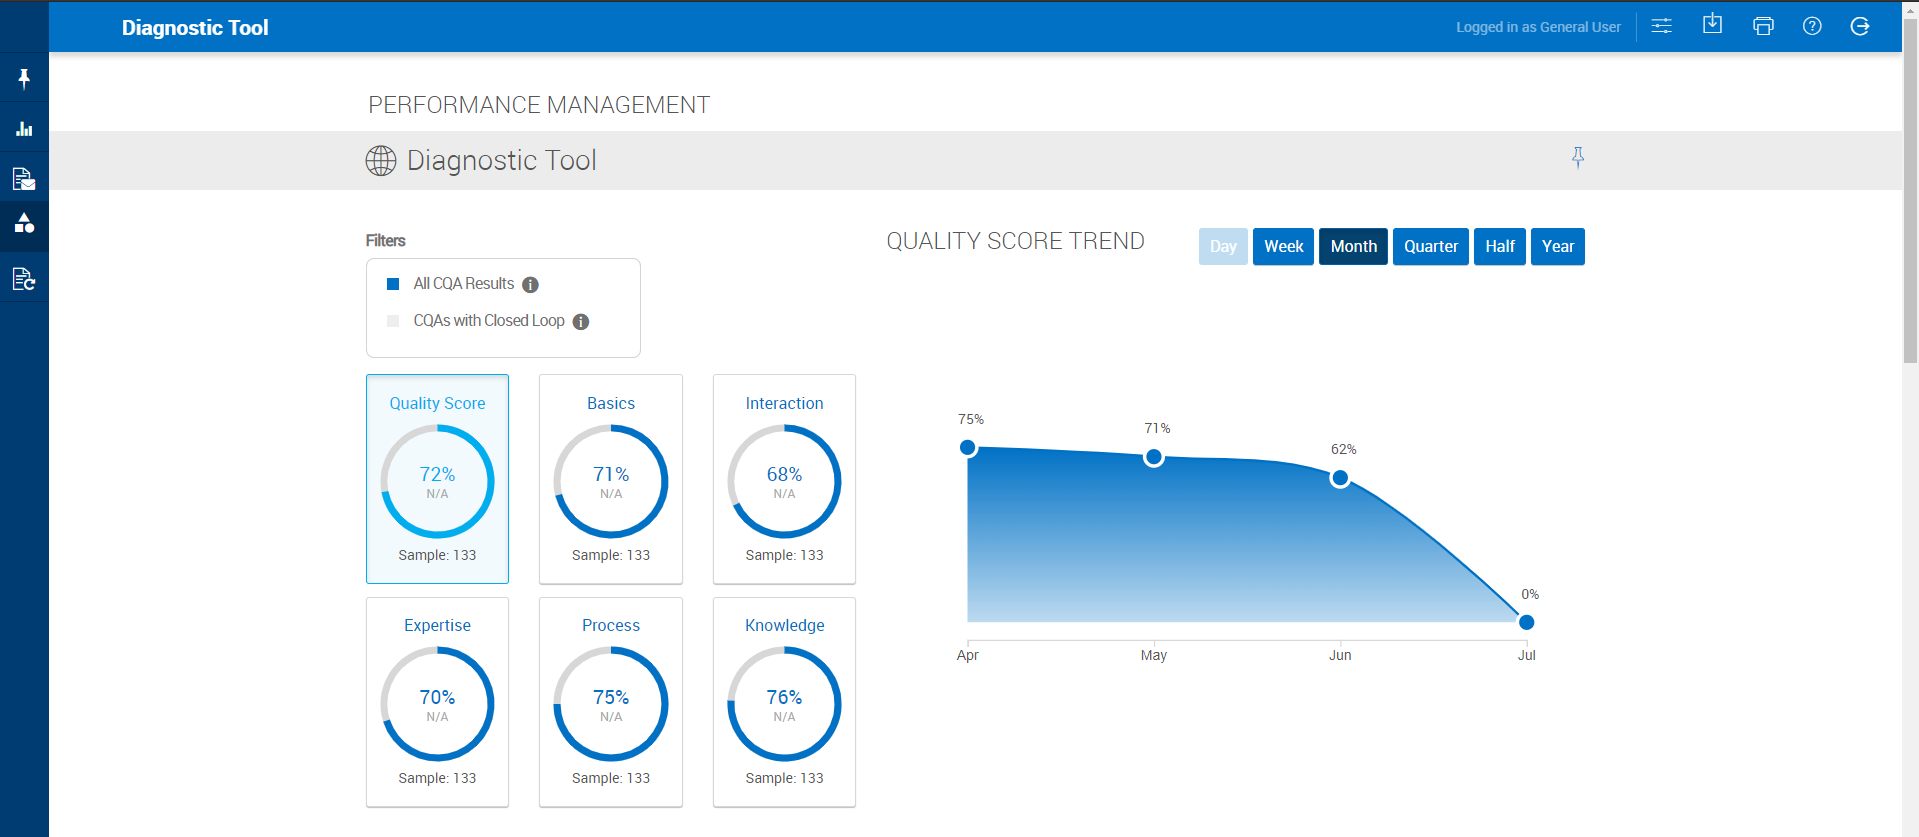 Diagnostic Tool
Logged in as General User
PERFORMANCE MANAGEMENT
Diagnostic Tool
Filters
All CQA Results
CQAs with Closed Loop
QUALITY SCORE TREND
Day Week Month Quarter Half Year
Quality Score
72%
N/A
Sample: 133
Basics
71%
N/A
Sample: 133
Interaction
68%
N/A
Sample: 133
Expertise
70%
N/A
Sample: 133
Process
75%
N/A
Sample: 133
Knowledge
76%
N/A
Sample: 133
75%
71%
62%
0%
Apr May Jun Jul